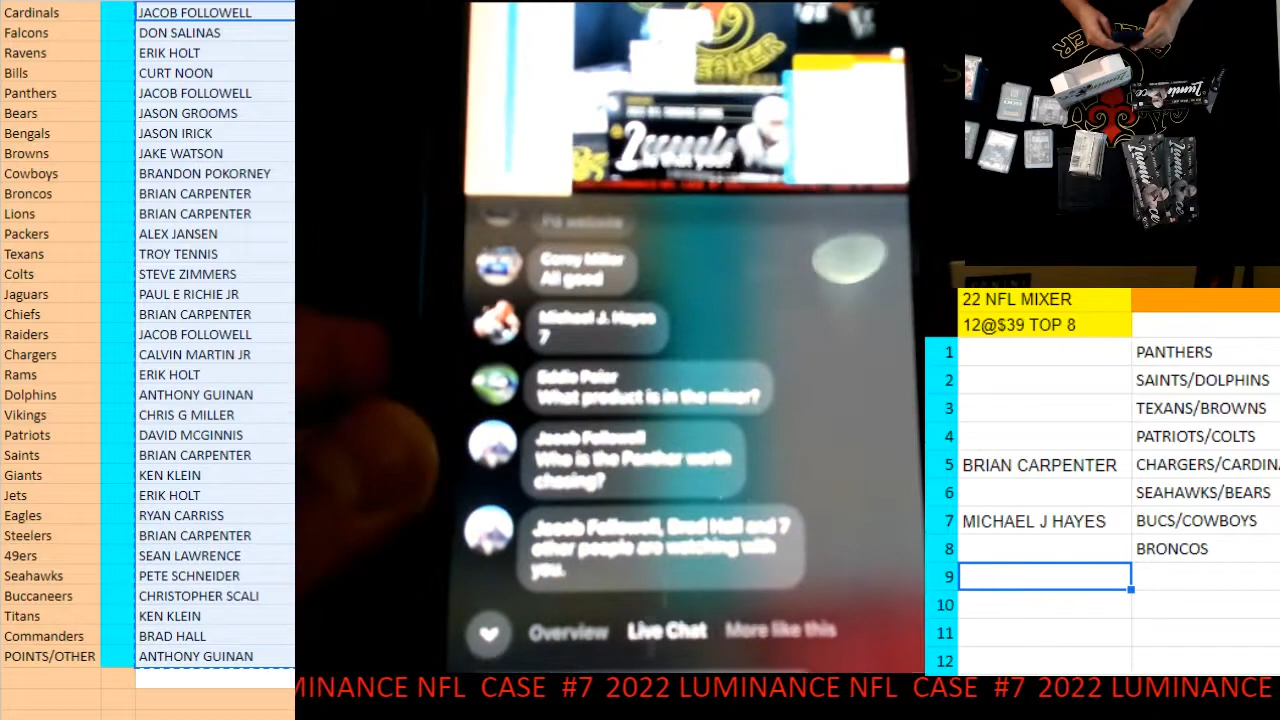 Cardinals JACOB FOLLOWELL
Falcons DON SALINAS
Ravens ERIK HOLT
Bills CURT NOON
Panthers JACOB FOLLOWELL
Bears JASON GROOMS
Bengals JASON IRICK
Browns JAKE WATSON
Cowboys BRANDON POKORNEY
Broncos BRIAN CARPENTER
Lions BRIAN CARPENTER
Packers ALEX JANSEN
Texans TROY TENNIS
Colts STEVE ZIMMERS
Jaguars PAUL E RICHIE JR
Chiefs BRIAN CARPENTER
Raiders JACOB FOLLOWELL
Chargers CALVIN MARTIN JR
Rams ERIK HOLT
Dolphins ANTHONY GUINAN
Vikings CHRIS G MILLER
Patriots DAVID MCGINNIS
Saints BRIAN CARPENTER
Giants KEN KLEIN
Jets ERIK HOLT
Eagles RYAN CARRISS
Steelers BRIAN CARPENTER
49ers SEAN LAWRENCE
Seahawks PETE SCHNEIDER
Buccaneers CHRISTOPHER SCALI
Titans KEN KLEIN
Commanders BRAD HALL
POINTS/OTHER ANTHONY GUINAN
website
Corey Miller
All good
Michael J. Hayes
7
Eddie
What product is in the mixer?
Jacob Followell
Who is the Panther worth
chasing?
Jacob Followell, Brad Hall and 7
other people are watching with
you.
Overview Live Chat More like this
22 NFL MIXER
12@$39 TOP 8
1 PANTHERS
2 SAINTS/DOLPHINS
3 TEXANS/BROWNS
4 PATRIOTS/COLTS
5 BRIAN CARPENTER CHARGERS/CARDINA
6 SEAHAWKS/BEARS
7 MICHAEL J HAYES BUCS/COWBOYS
8 BRONCOS
9
10
11
12
MINANCE NFL CASE #7 2022 LUMINANCE NFL CASE #7 2022 LUMINANCE